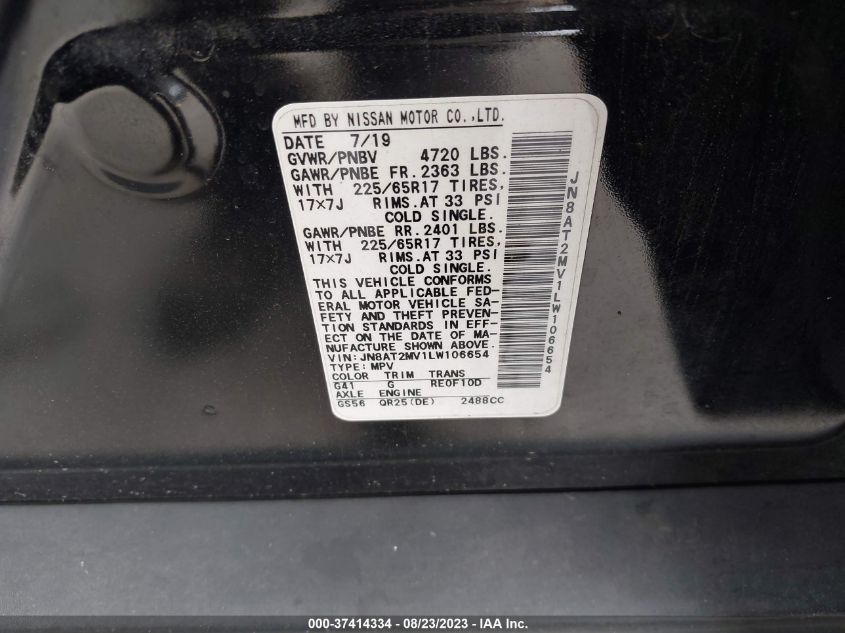 MFD BY NISSAN MOTOR CO.,LTD.
DATE 7/19
GVWR/PNBV 4720 LBS.
GAWR/PNBE FR. 2363 LBS.
WITH 225/65R17 TIRES,
17×7J RIMS.AT 33 PSI
COLD SINGLE.
GAWR/PNBE RR. 2401 LBS.
WITH 225/65R17 TIRES,
17×7J RIMS.AT 33 PSI
COLD SINGLE.
THIS VEHICLE CONFORMS
TO ALL APPLICABLE FED-
ERAL MOTOR VEHICLE SA-
FETY AND THEFT PREVEN-
TION STANDARDS IN EFF-
ECT ON THE DATE OF MA-
NUFACTURE SHOWN ABOVE.
VIN:JN8AT2MV1LW106654
TYPE:MPV
COLOR TRIM TRANS
G41 G RE0F10D
AXLE ENGINE
GS56 QR25(DE) 2488CC
JN8AT2MV1LW106654
000-37414334 - 08/23/2023 - IAA Inc.